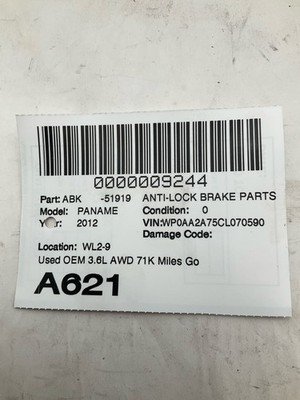 0000009244
Part: ABK -51919 ANTI-LOCK BRAKE PARTS
Model: PANAME Condition: 0
Year: 2012 VIN:WP0AA2A75CL070590
Damage Code:
Location: WL2-9
Used OEM 3.6L AWD 71K Miles Go
A621